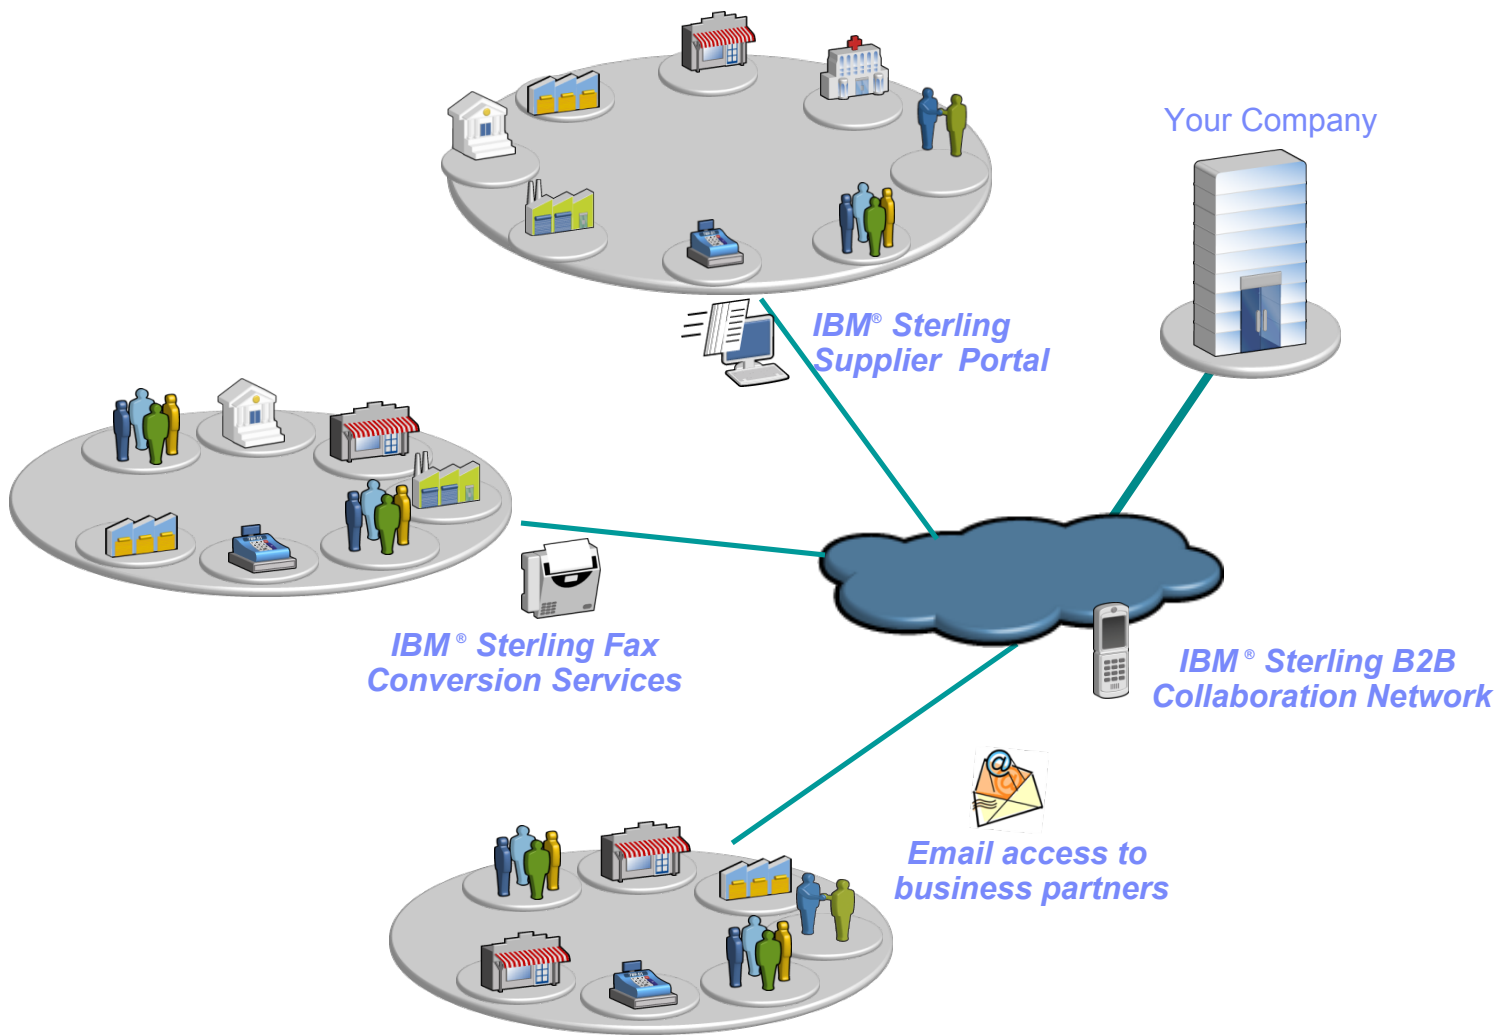 Your Company
IBM® Sterling
Supplier Portal
IBM ® Sterling Fax
Conversion Services
IBM ® Sterling B2B
Collaboration Network
Email access to
business partners